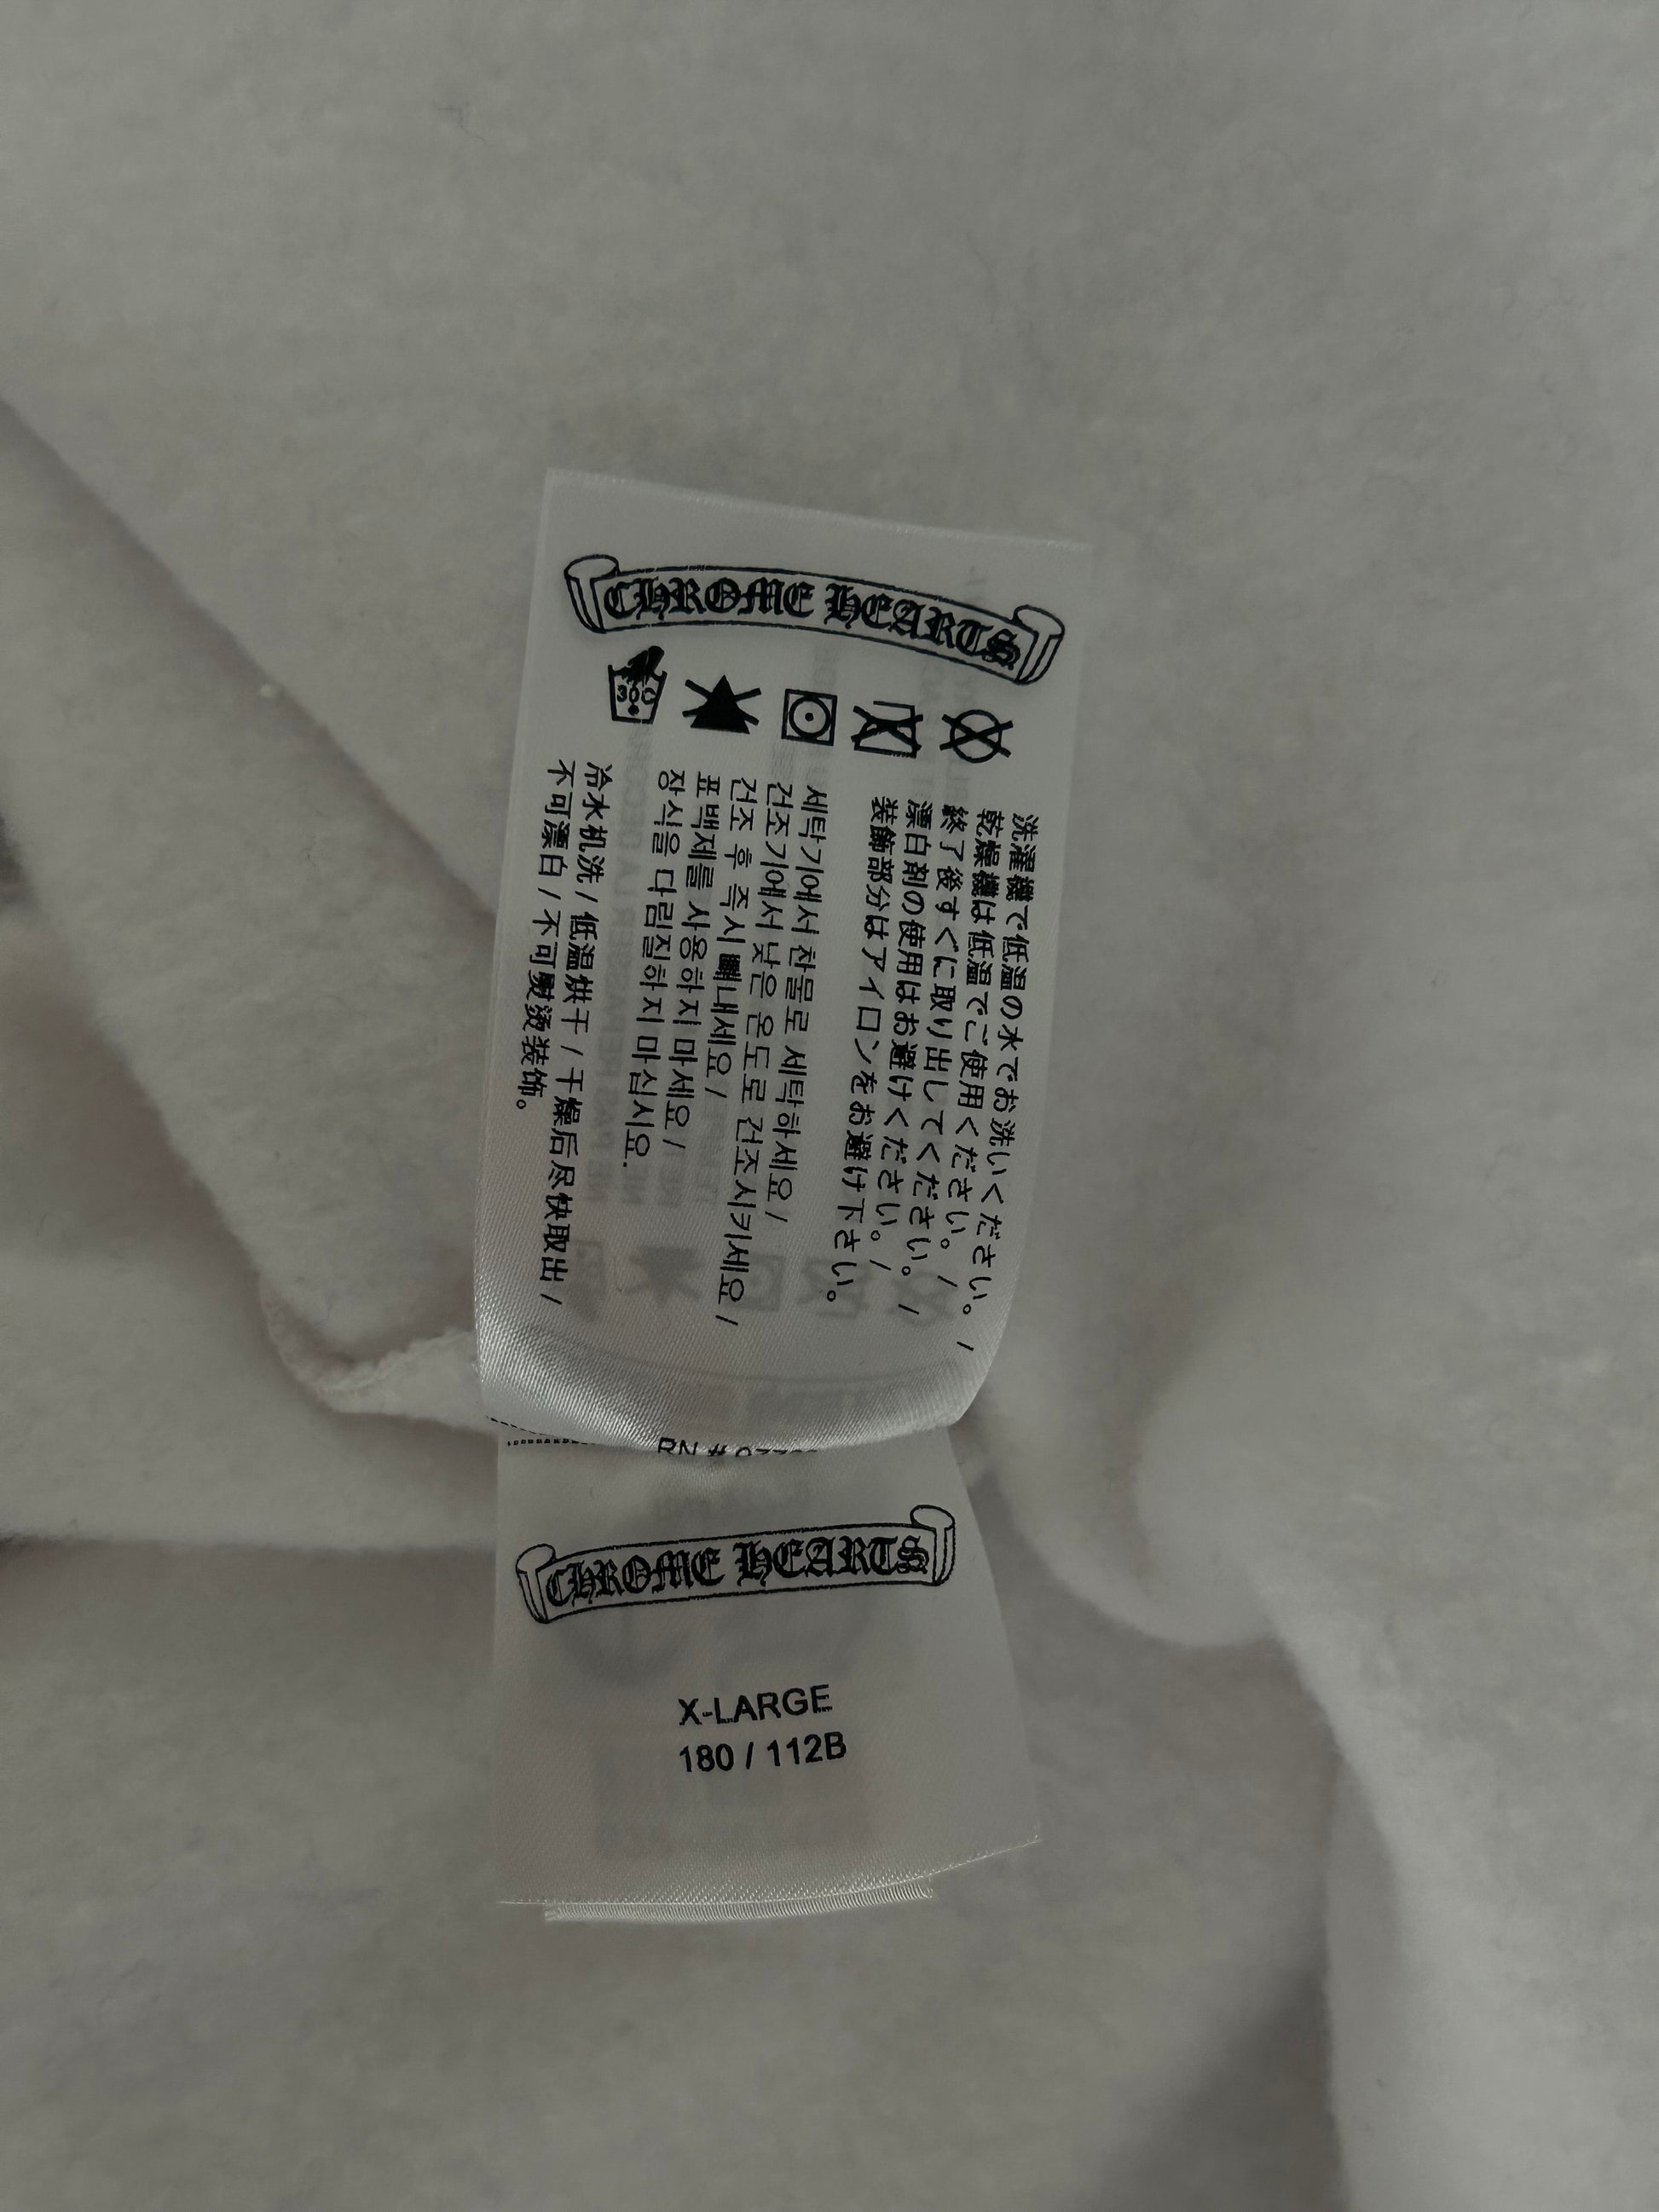 CHROME HEARTS
30C
洗濯機で低温の水でお洗いください。 /
乾燥機は低温でご使用ください。 /
終了後すぐに取り出してください。 /
漂白剤の使用はお避けください。 /
装飾部分はアイロンをお避け下さい。
세탁기에서 찬물로 세탁하세요 /
건조기에서 낮은 온도로 건조시키세요 /
건조 후 즉시 빼내세요 /
표백제를 사용하지 마세요 /
장식을 다림질하지 마십시요.
冷水机洗 / 低温烘干 / 干燥后尽快取出 /
不可漂白 / 不可熨烫装饰。
RN #
CHROME HEARTS
X-LARGE
180 / 112B